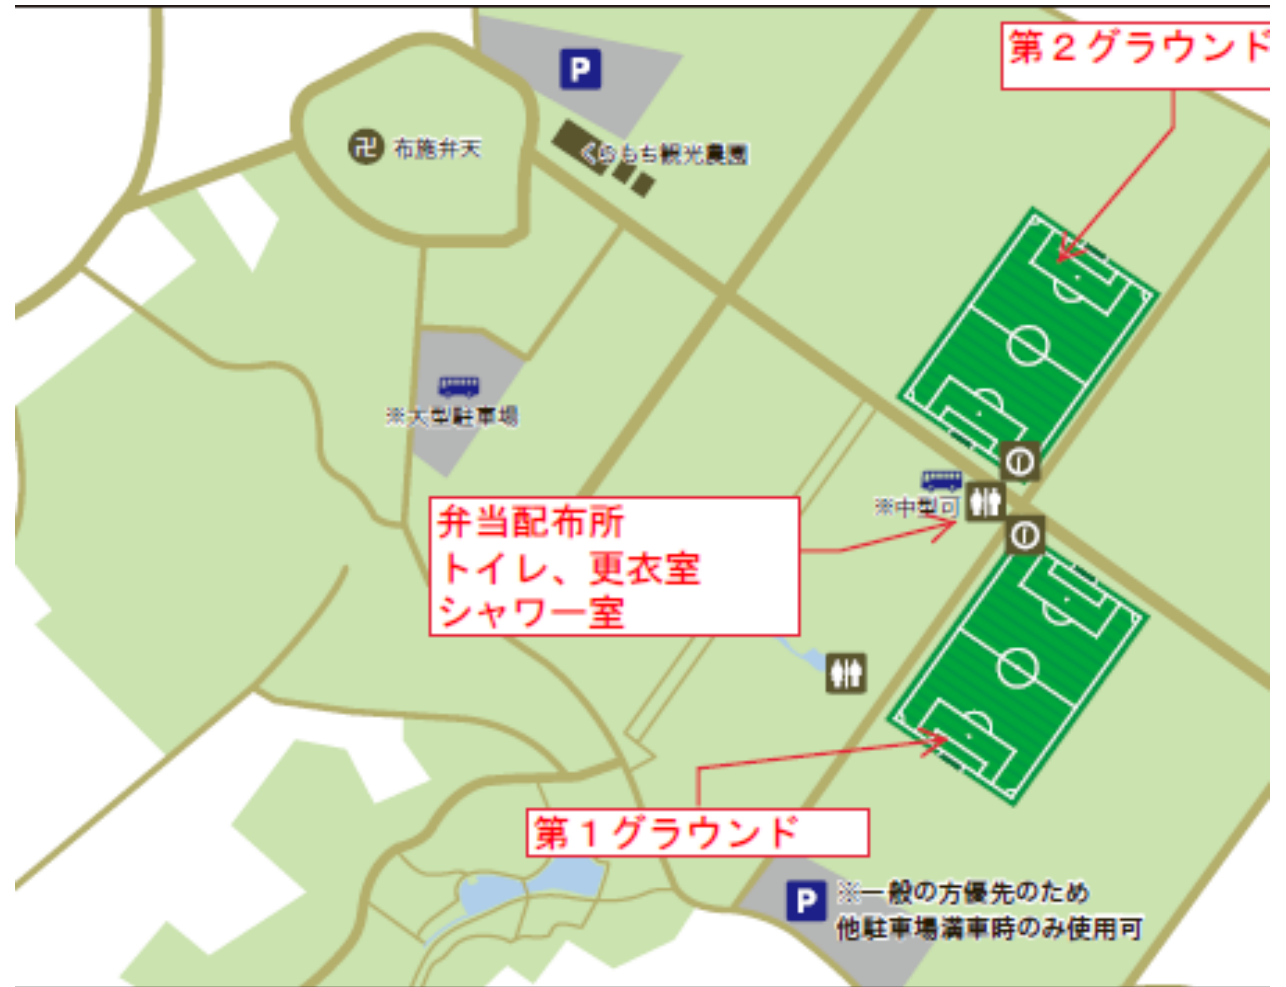 第２グラウンド
P
卍 布施弁天
くらもち観光農園
※大型駐車場
※中型可
弁当配布所
トイレ、更衣室
シャワー室
第１グラウンド
P ※一般の方優先のため
他駐車場満車時のみ使用可